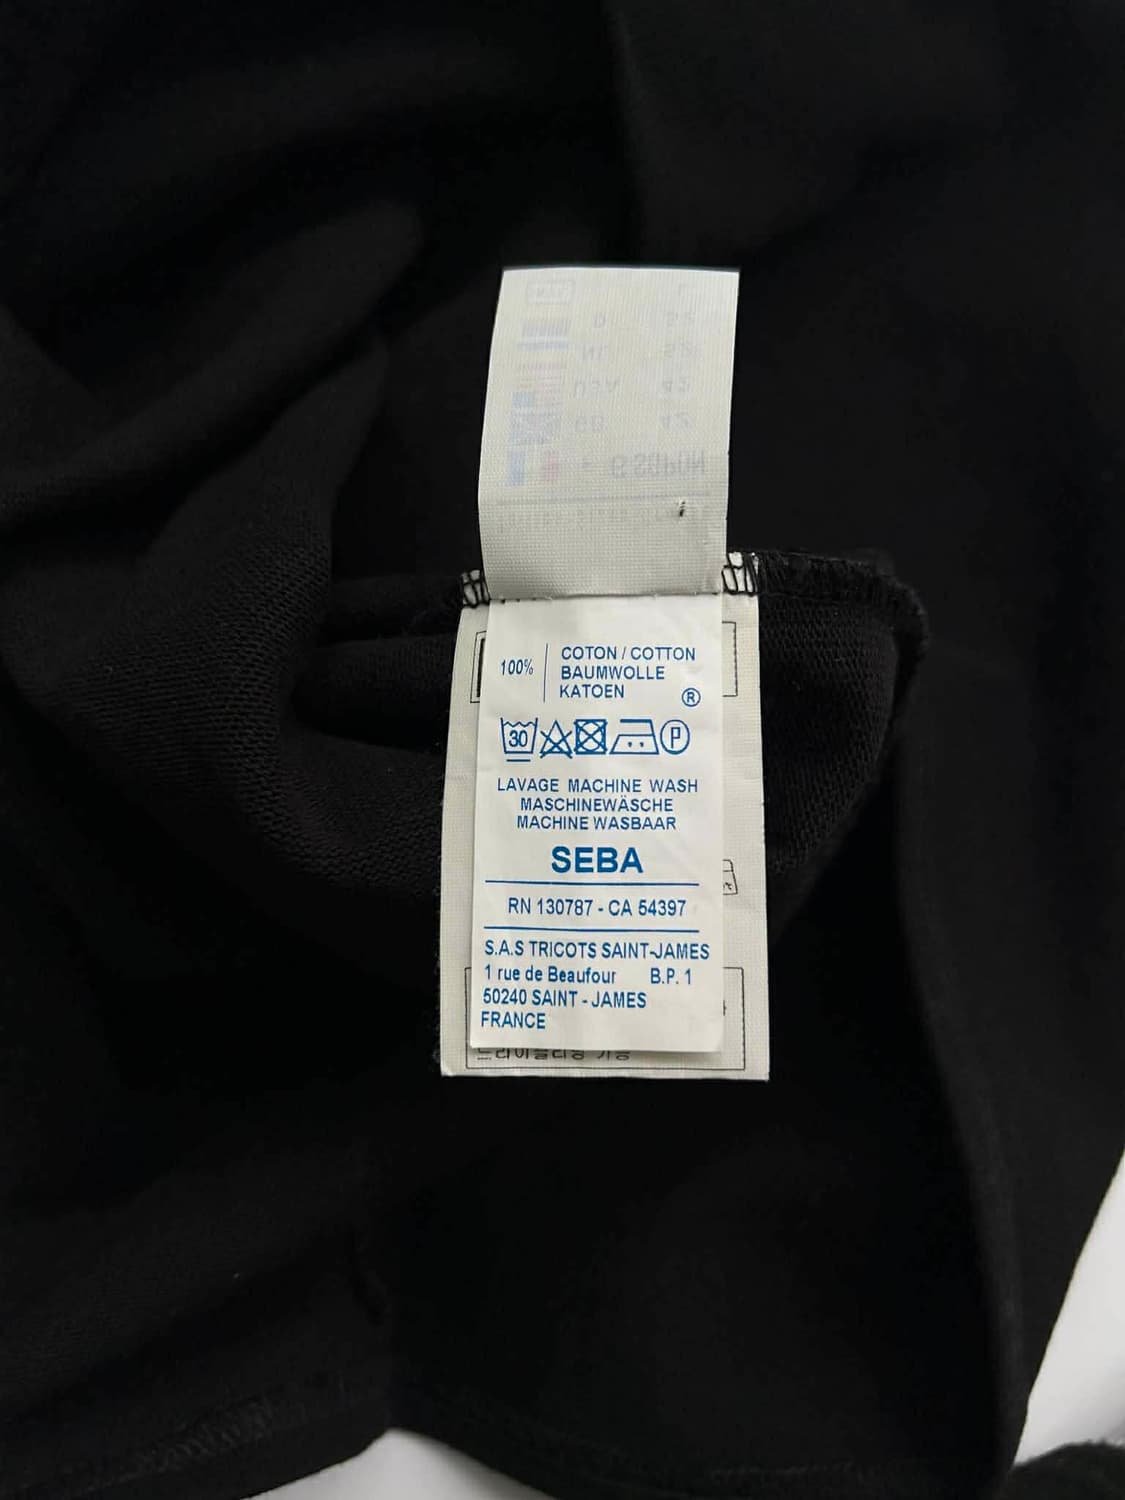 100% COTON / COTTON
BAUMWOLLE
KATOEN ®
30 P
LAVAGE MACHINE WASH
MASCHINEWÄSCHE
MACHINE WASBAAR
SEBA
RN 130787 - CA 54397
S.A.S TRICOTS SAINT-JAMES
1 rue de Beaufour B.P. 1
50240 SAINT - JAMES
FRANCE